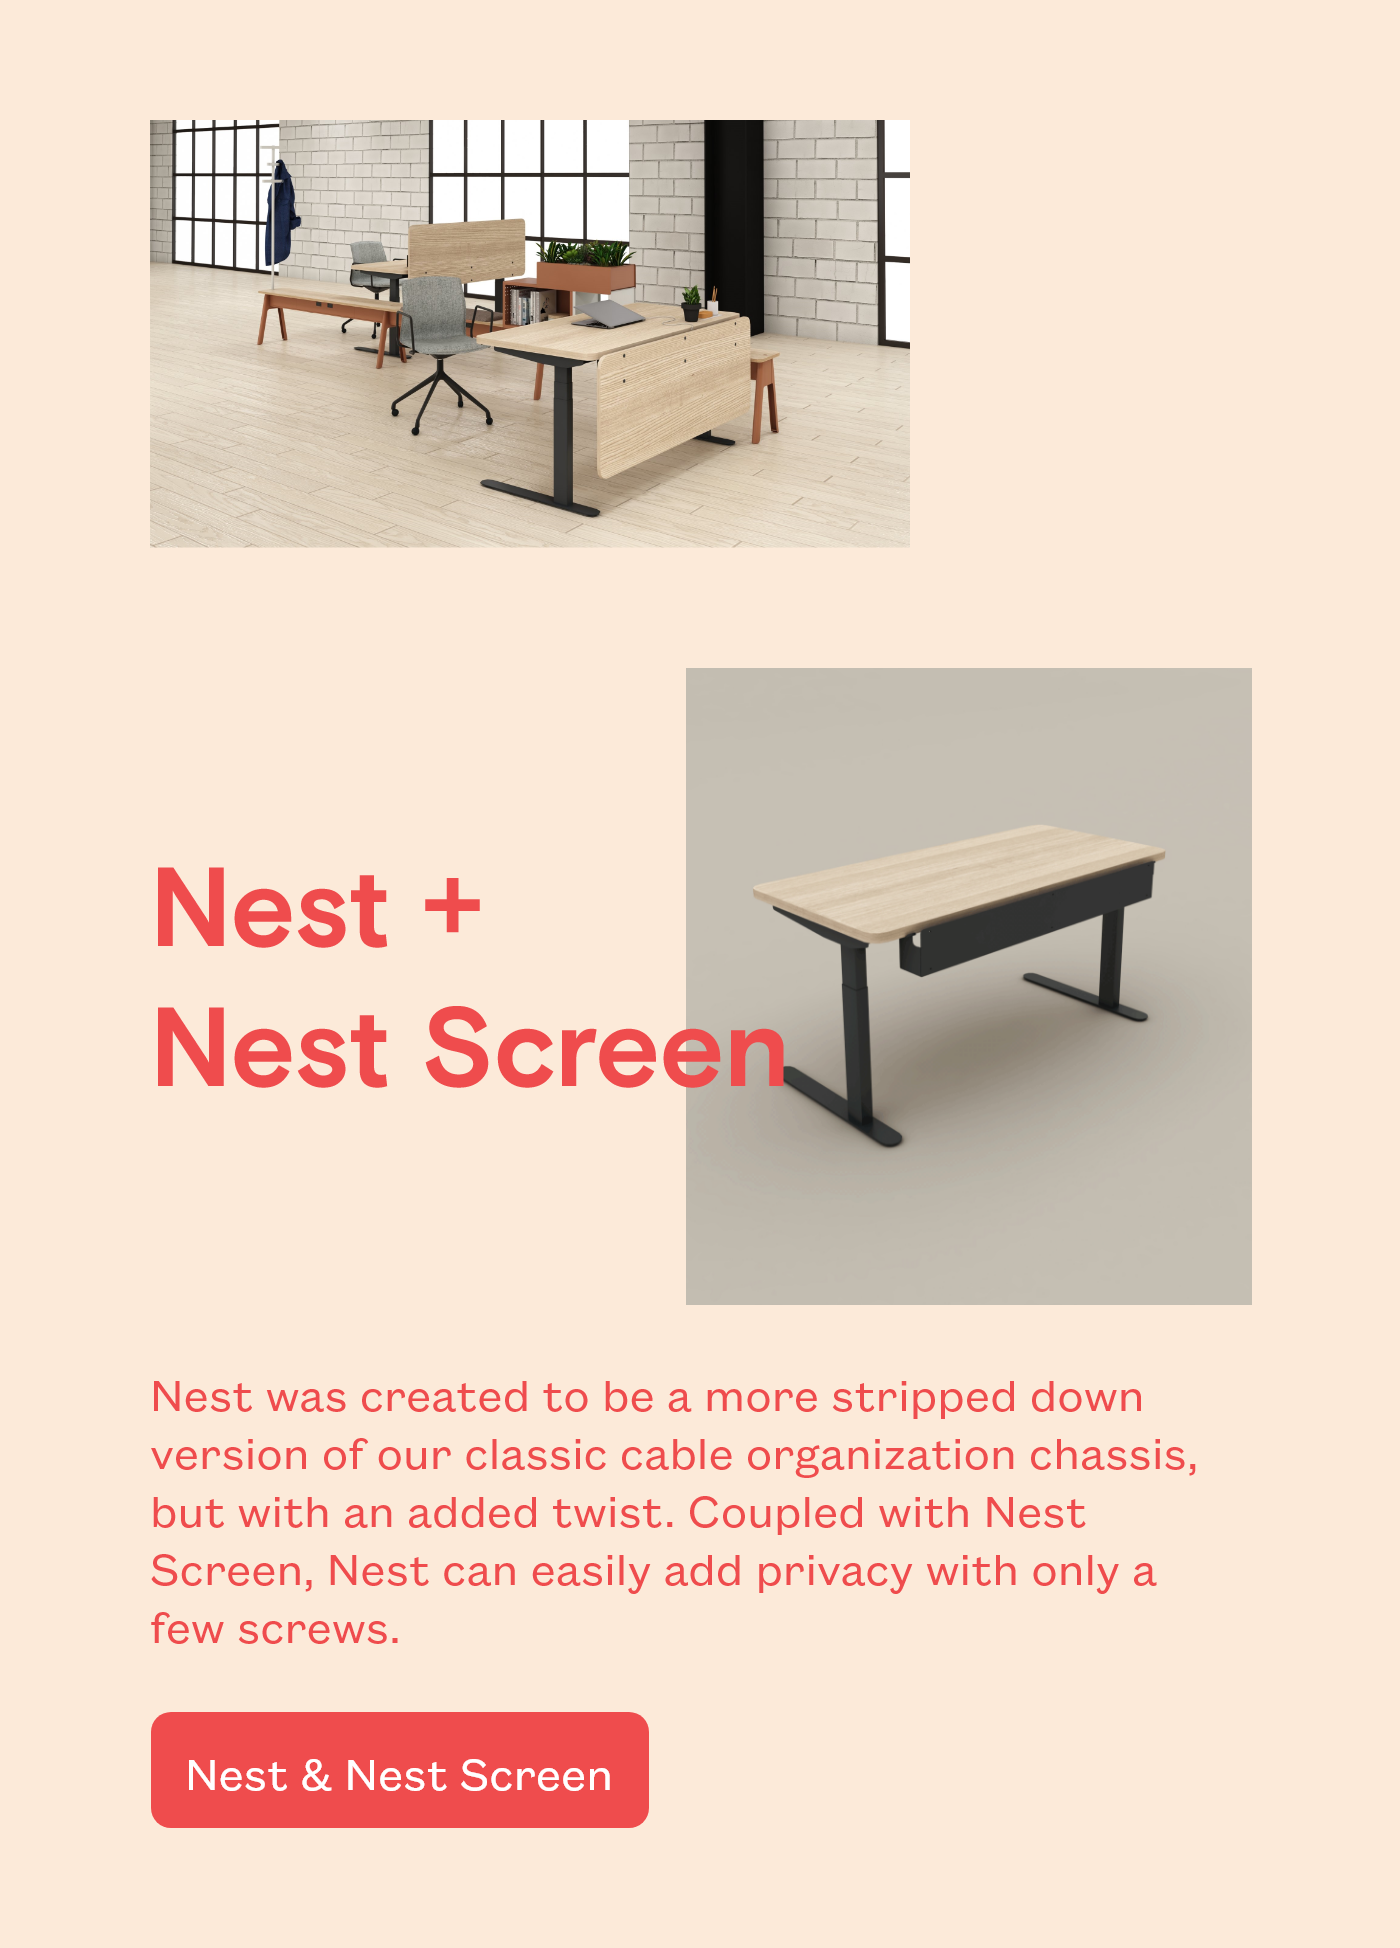 Nest +
Nest Screen
Nest was created to be a more stripped down
version of our classic cable organization chassis,
but with an added twist. Coupled with Nest
Screen, Nest can easily add privacy with only a
few screws.
Nest & Nest Screen